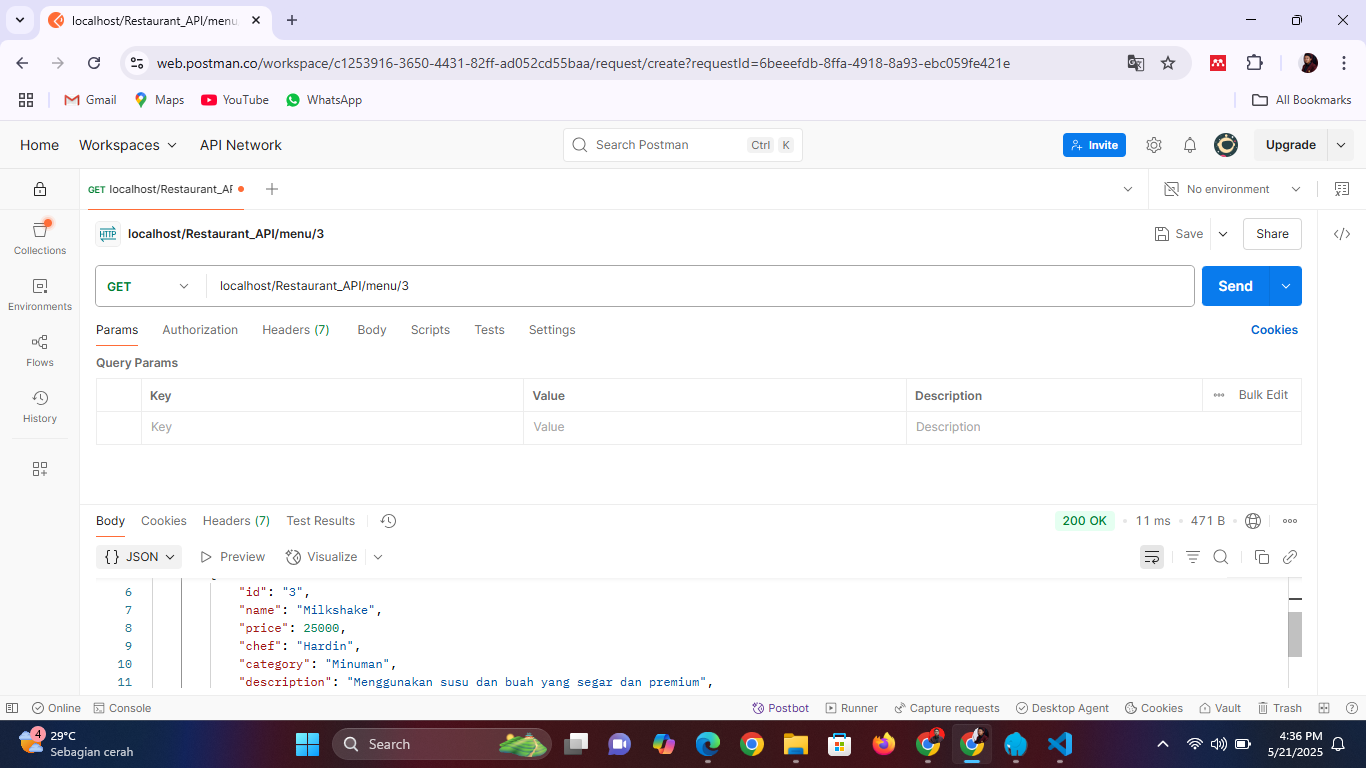 localhost/Restaurant_API/menu
web.postman.co/workspace/c1253916-3650-4431-82ff-ad052cd55baa/request/create?requestId=6beeefdb-8ffa-4918-8a93-ebc059fe421e
Gmail Maps YouTube WhatsApp All Bookmarks
Home Workspaces API Network Search Postman Ctrl K Invite Upgrade
GET localhost/Restaurant_AP No environment
Collections
Environments
Flows
History
HTTP localhost/Restaurant_API/menu/3 Save Share
GET localhost/Restaurant_API/menu/3 Send
Params Authorization Headers (7) Body Scripts Tests Settings Cookies
Query Params
Key Value Description Bulk Edit
Key Value Description
Body Cookies Headers (7) Test Results 200 OK • 11 ms • 471 B
{} JSON Preview Visualize
6 "id": "3",
7 "name": "Milkshake",
8 "price": 25000,
9 "chef": "Hardin",
10 "category": "Minuman",
11 "description": "Menggunakan susu dan buah yang segar dan premium",
Online Console Postbot Runner Capture requests Desktop Agent Cookies Vault Trash
4 29°C
Sebagian cerah
Search
4:36 PM
5/21/2025